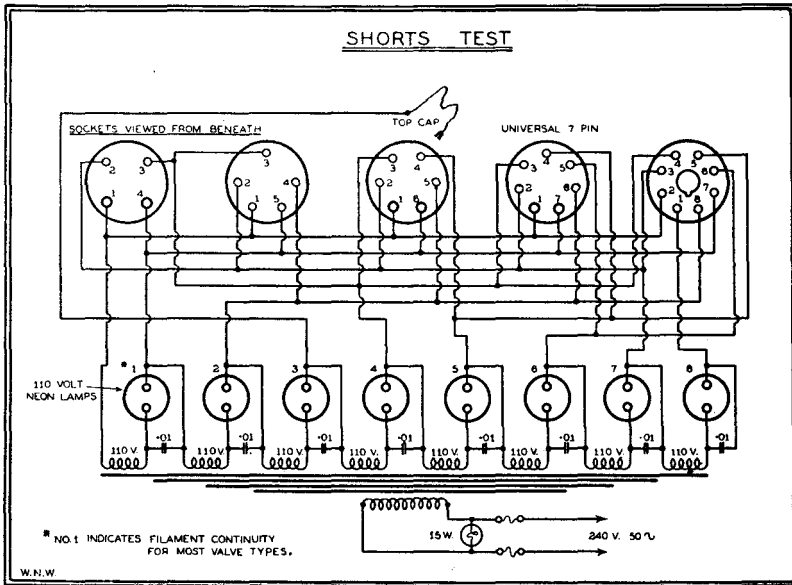 SHORTS TEST
SOCKETS VIEWED FROM BENEATH
TOP CAP
UNIVERSAL 7 PIN
2 3
1 4
3
2 4
1 5
3 4
2 5
1 6
4
3 5
2 6
1 7
4 5
3 6
2 7
1 8
* 1 2 3 4 5 6 7 8
110 VOLT
NEON LAMPS
·01 ·01 ·01 ·01 ·01 ·01 ·01 ·01
110 V. 110 V. 110 V. 110 V. 110 V. 110 V. 110 V. 110 V.
15 W. 240 V. 50 ~
* NO. 1 INDICATES FILAMENT CONTINUITY
FOR MOST VALVE TYPES.
W.N.W.